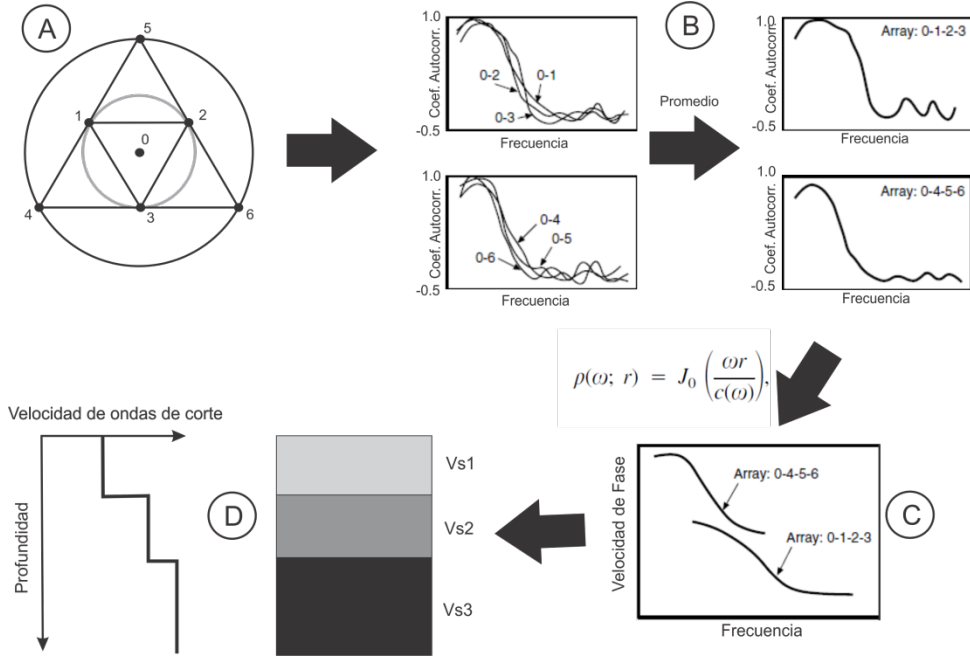 A
5
1
2
0
4
3
6
1.0
Coef. Autocorr.
-0.5
0-1
0-2
0-3
Frecuencia
1.0
Coef. Autocorr.
-0.5
0-4
0-5
0-6
Frecuencia
B
Promedio
1.0
Coef. Autocorr.
-0.5
Array: 0-1-2-3
Frecuencia
1.0
Coef. Autocorr.
-0.5
Array: 0-4-5-6
Frecuencia
ρ(ω; r) = J₀ (ωr / c(ω)),
Velocidad de Fase
Array: 0-4-5-6
Array: 0-1-2-3
Frecuencia
C
Vs1
Vs2
Vs3
D
Velocidad de ondas de corte
Profundidad